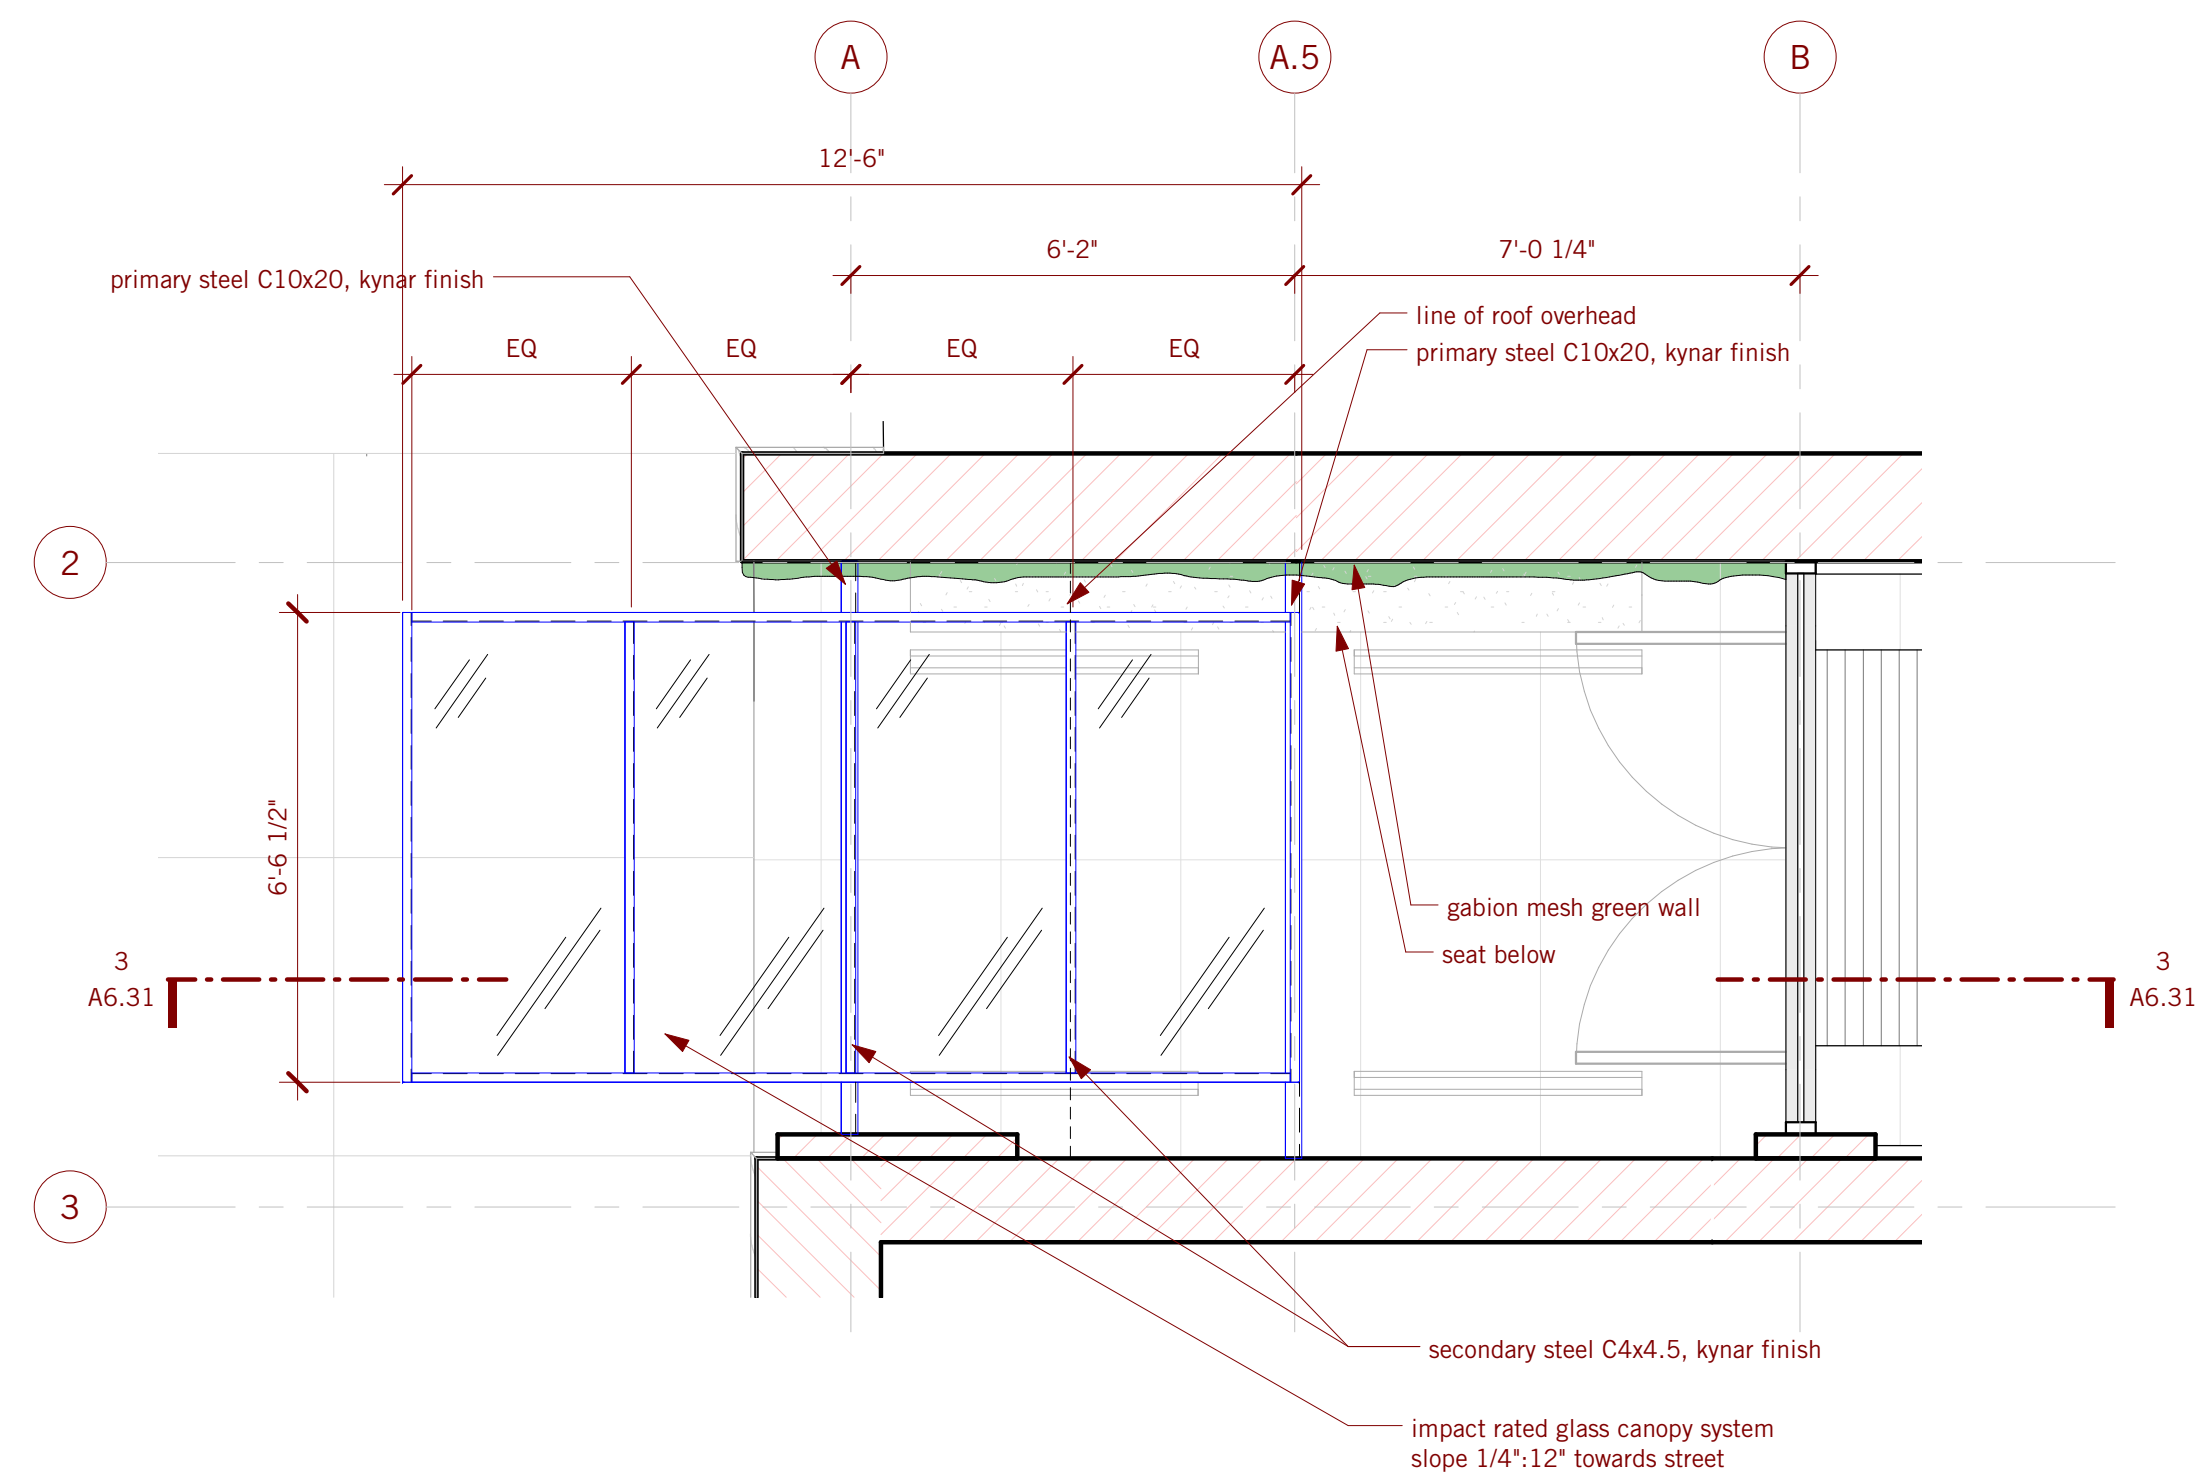 A
A.5
B
12'-6"
6'-2"
7'-0 1/4"
primary steel C10x20, kynar finish
line of roof overhead
EQ
EQ
EQ
EQ
primary steel C10x20, kynar finish
2
6'-6 1/2"
gabion mesh green wall
seat below
3
A6.31
3
A6.31
3
secondary steel C4x4.5, kynar finish
impact rated glass canopy system
slope 1/4":12" towards street